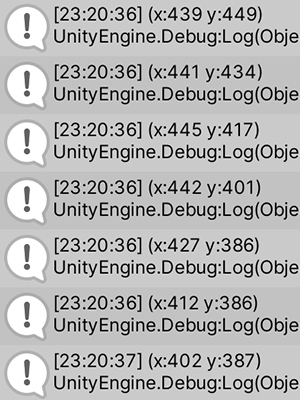 [23:20:36] (x:439 y:449)
UnityEngine.Debug:Log(Obje
[23:20:36] (x:441 y:434)
UnityEngine.Debug:Log(Obje
[23:20:36] (x:445 y:417)
UnityEngine.Debug:Log(Obje
[23:20:36] (x:442 y:401)
UnityEngine.Debug:Log(Obje
[23:20:36] (x:427 y:386)
UnityEngine.Debug:Log(Obje
[23:20:36] (x:412 y:386)
UnityEngine.Debug:Log(Obje
[23:20:37] (x:402 y:387)
UnityEngine.Debug:Log(Obje